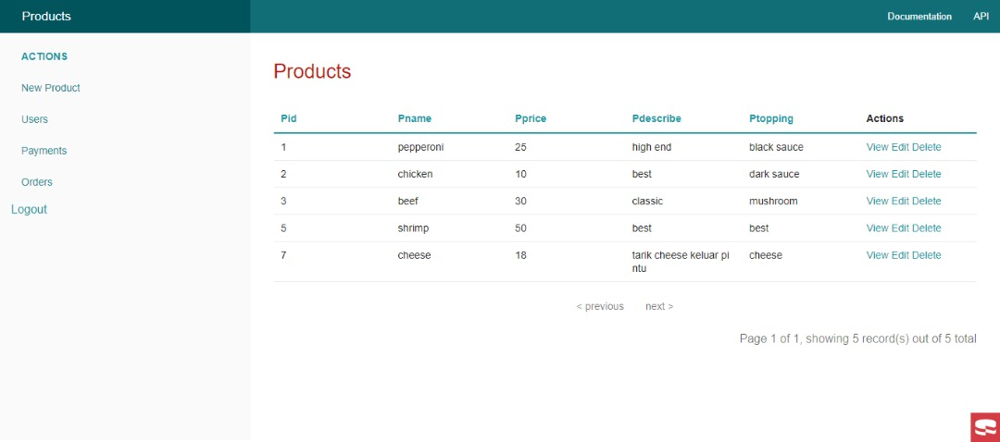 Products
Documentation API
ACTIONS
New Product
Users
Payments
Orders
Logout
Products
Pid Pname Pprice Pdescribe Ptopping Actions
1 pepperoni 25 high end black sauce View Edit Delete
2 chicken 10 best dark sauce View Edit Delete
3 beef 30 classic mushroom View Edit Delete
5 shrimp 50 best best View Edit Delete
7 cheese 18 tarik cheese keluar pi cheese View Edit Delete
ntu
< previous next >
Page 1 of 1, showing 5 record(s) out of 5 total